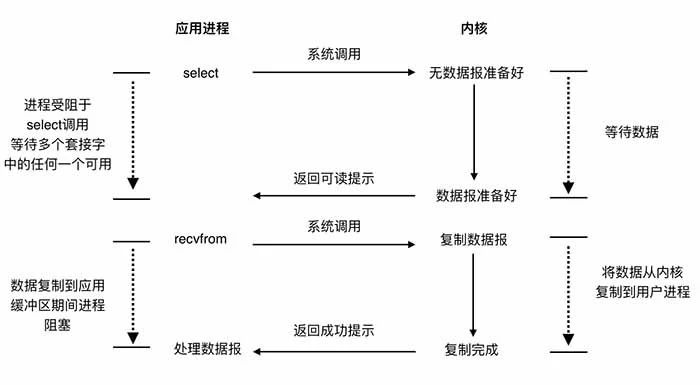 应用进程
内核
系统调用
select
无数据报准备好
进程受阻于
select调用
等待多个套接字
中的任何一个可用
等待数据
返回可读提示
数据报准备好
系统调用
recvfrom
复制数据报
数据复制到应用
缓冲区期间进程
阻塞
将数据从内核
复制到用户进程
返回成功提示
处理数据报
复制完成